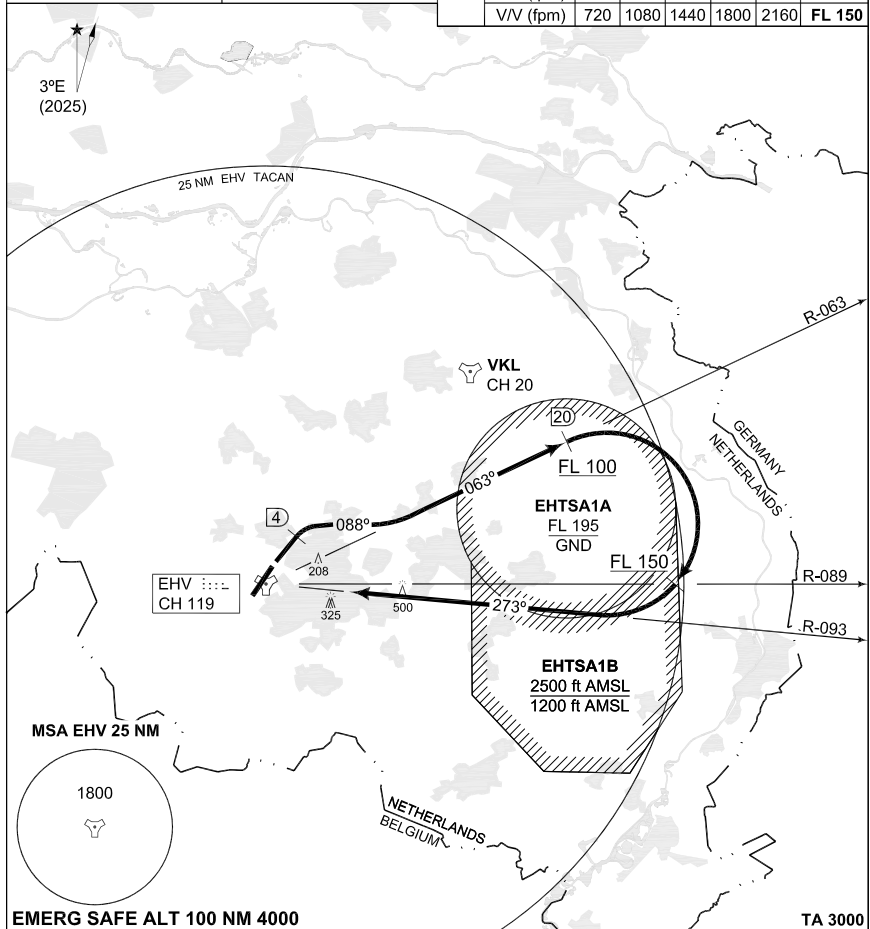 V/V (fpm) 720 1080 1440 1800 2160 FL 150
3ºE
(2025)
25 NM EHV TACAN
R-063
VKL
CH 20
20
FL 100
GERMANY
NETHERLANDS
063º
4
088º
EHTSA1A
FL 195
GND
208
FL 150
EHV
CH 119
R-089
325
500
273º
R-093
EHTSA1B
2500 ft AMSL
1200 ft AMSL
MSA EHV 25 NM
1800
NETHERLANDS
BELGIUM
EMERG SAFE ALT 100 NM 4000
TA 3000